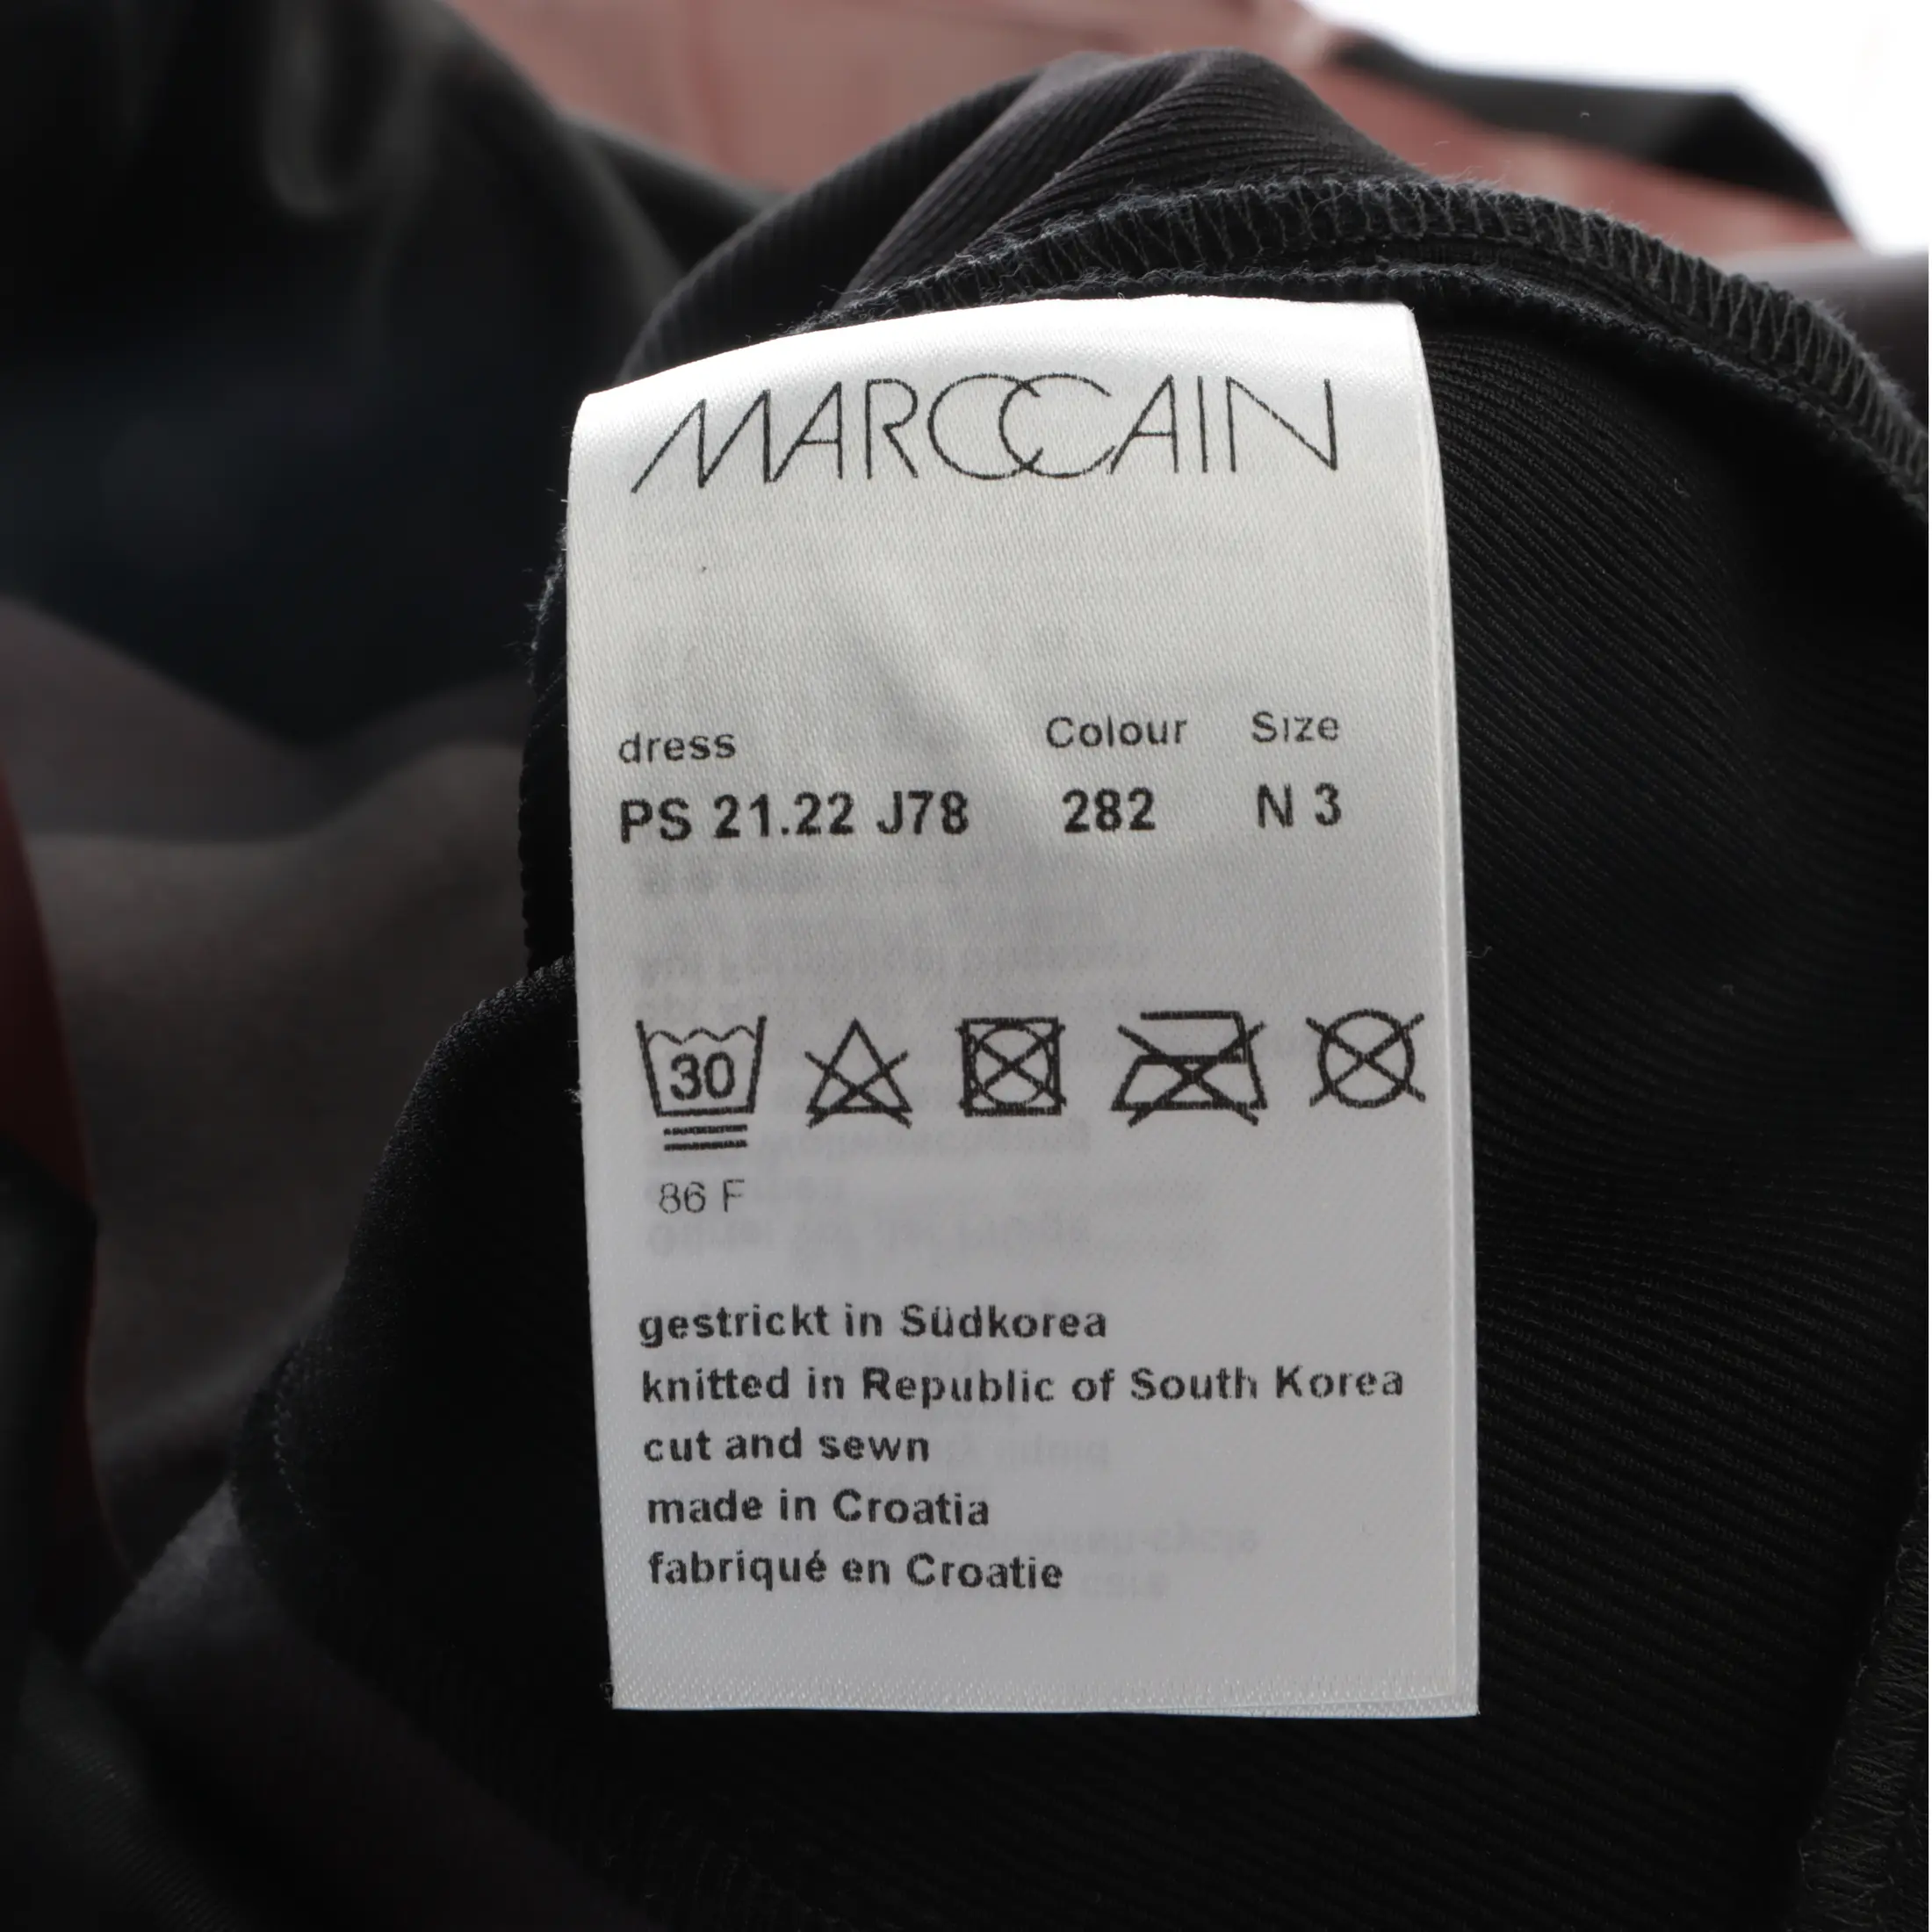 MARCCAIN
dress Colour Size
PS 21.22 J78 282 N 3
30
86 F
gestrickt in Südkorea
knitted in Republic of South Korea
cut and sewn
made in Croatia
fabriqué en Croatie